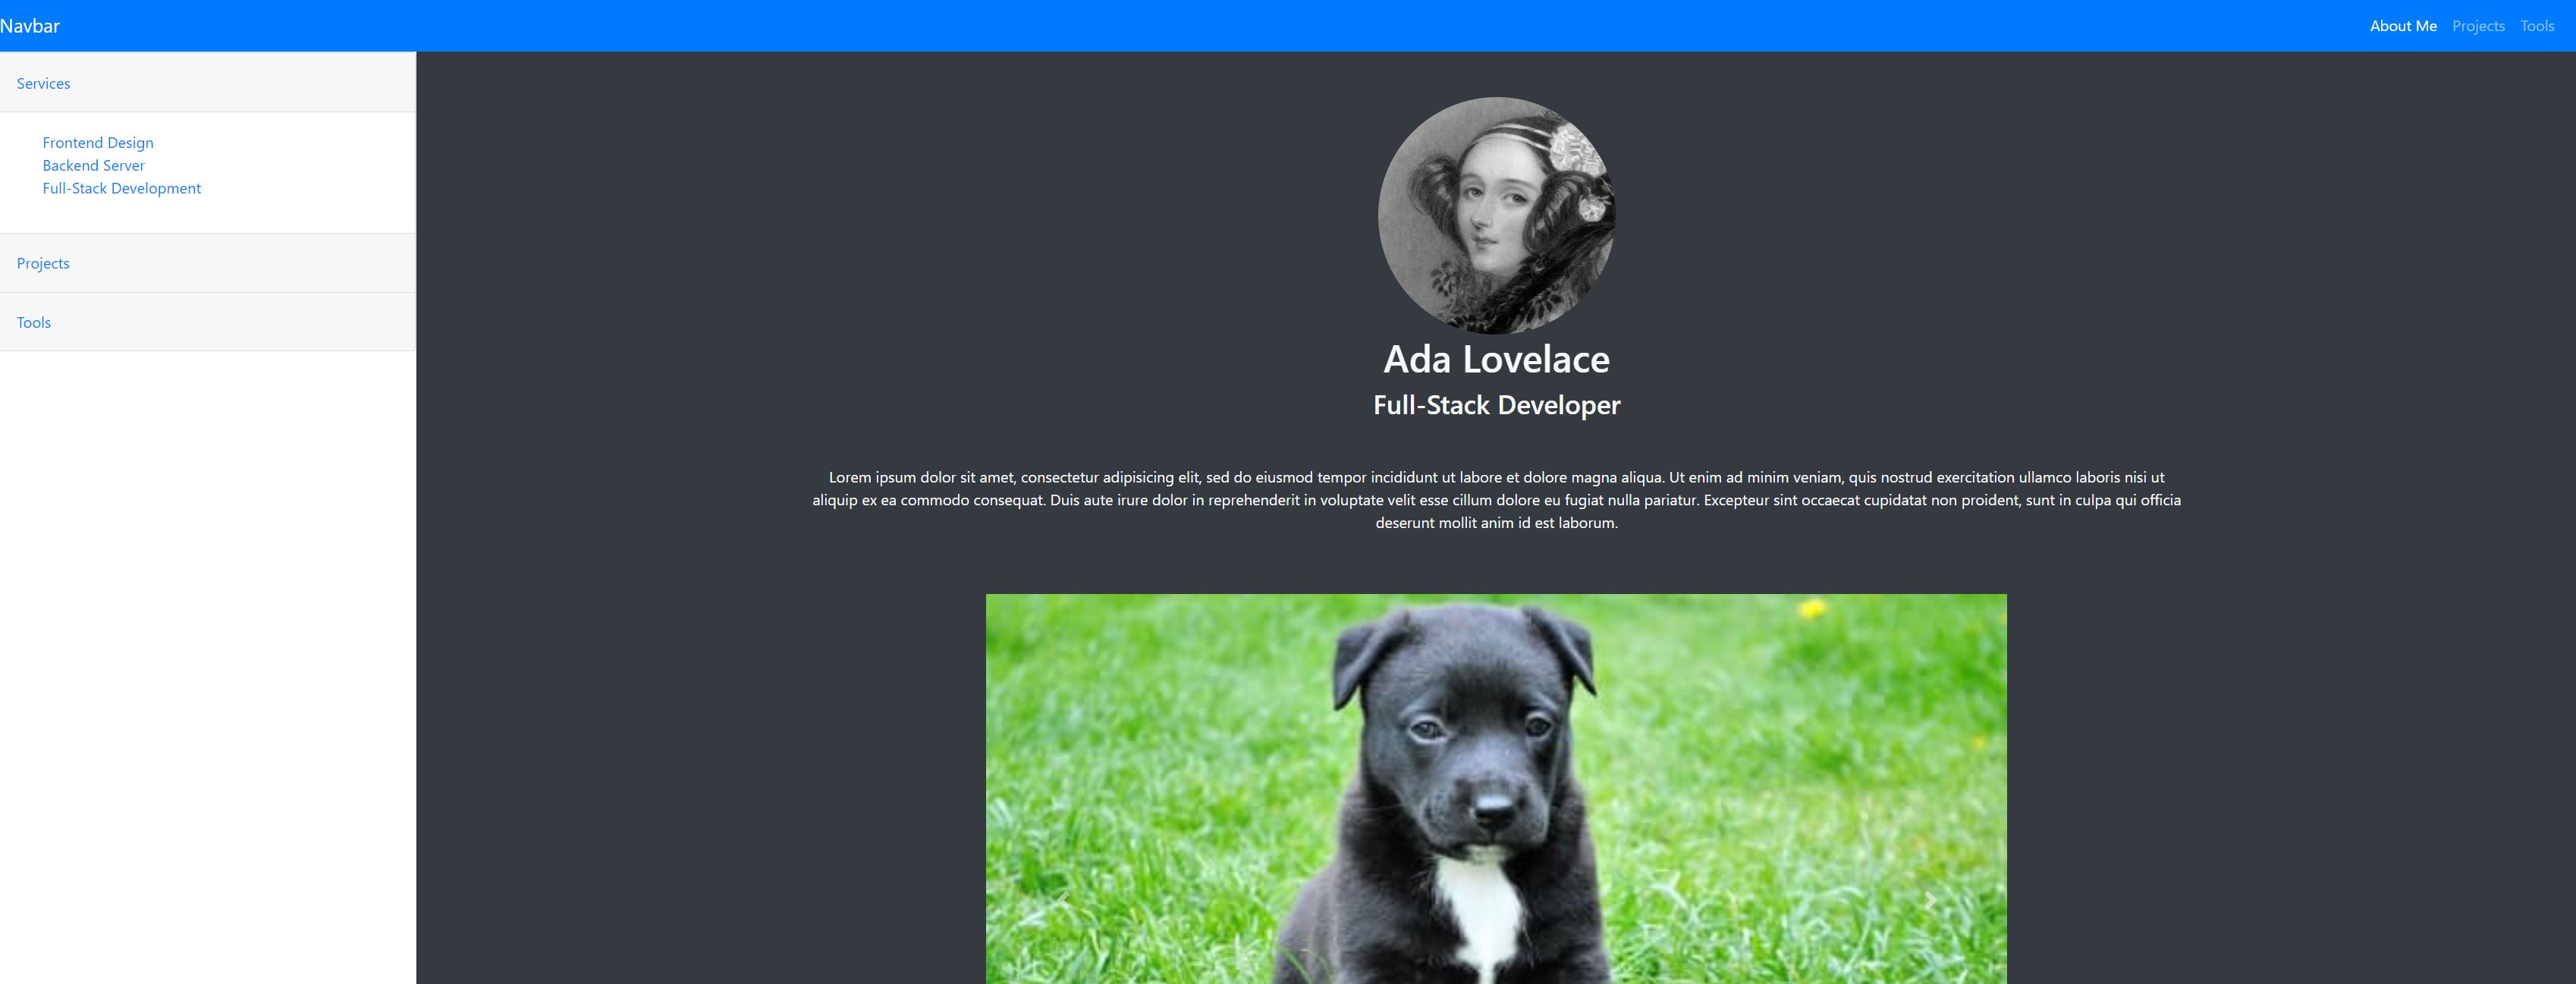 Navbar
About Me Projects Tools
Services
Frontend Design
Backend Server
Full-Stack Development
Projects
Tools
Ada Lovelace
Full-Stack Developer
Lorem ipsum dolor sit amet, consectetur adipisicing elit, sed do eiusmod tempor incididunt ut labore et dolore magna aliqua. Ut enim ad minim veniam, quis nostrud exercitation ullamco laboris nisi ut
aliquip ex ea commodo consequat. Duis aute irure dolor in reprehenderit in voluptate velit esse cillum dolore eu fugiat nulla pariatur. Excepteur sint occaecat cupidatat non proident, sunt in culpa qui officia
deserunt mollit anim id est laborum.